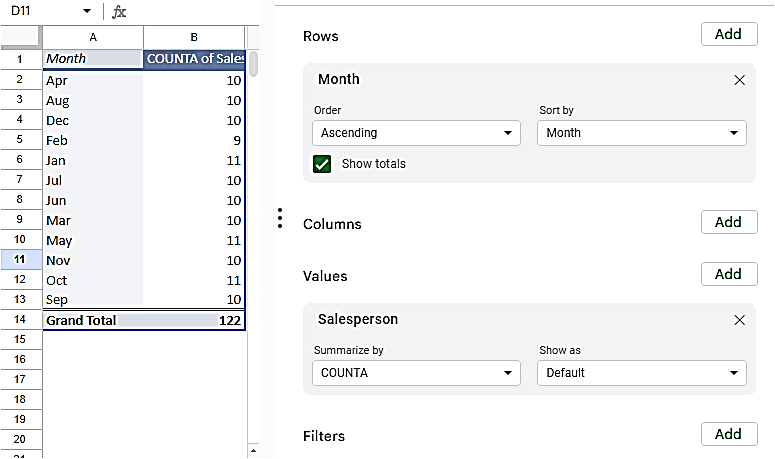 D11
fx
A B
1 Month COUNTA of Sales
2 Apr 10
3 Aug 10
4 Dec 10
5 Feb 9
6 Jan 11
7 Jul 10
8 Jun 10
9 Mar 10
10 May 11
11 Nov 10
12 Oct 11
13 Sep 10
14 Grand Total 122
15
16
17
18
19
20
Rows Add
Month
Order Sort by
Ascending Month
Show totals
Columns Add
Values Add
Salesperson
Summarize by Show as
COUNTA Default
Filters Add